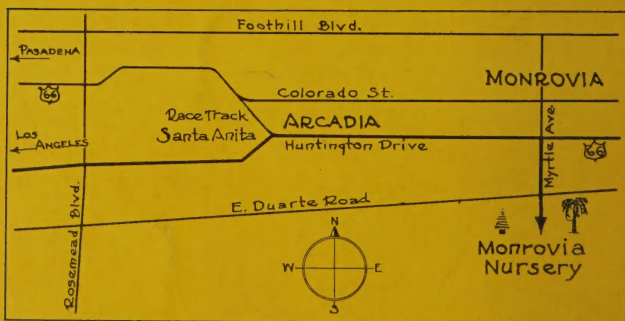 Foothill Blvd.
PASADENA
66
Colorado St.
MONROVIA
Race Track
Santa Anita
ARCADIA
LOS
ANGELES
Huntington Drive
Myrtle Ave.
66
E. Duarte Road
Rosemead Blvd.
N
W
E
S
Monrovia
Nursery